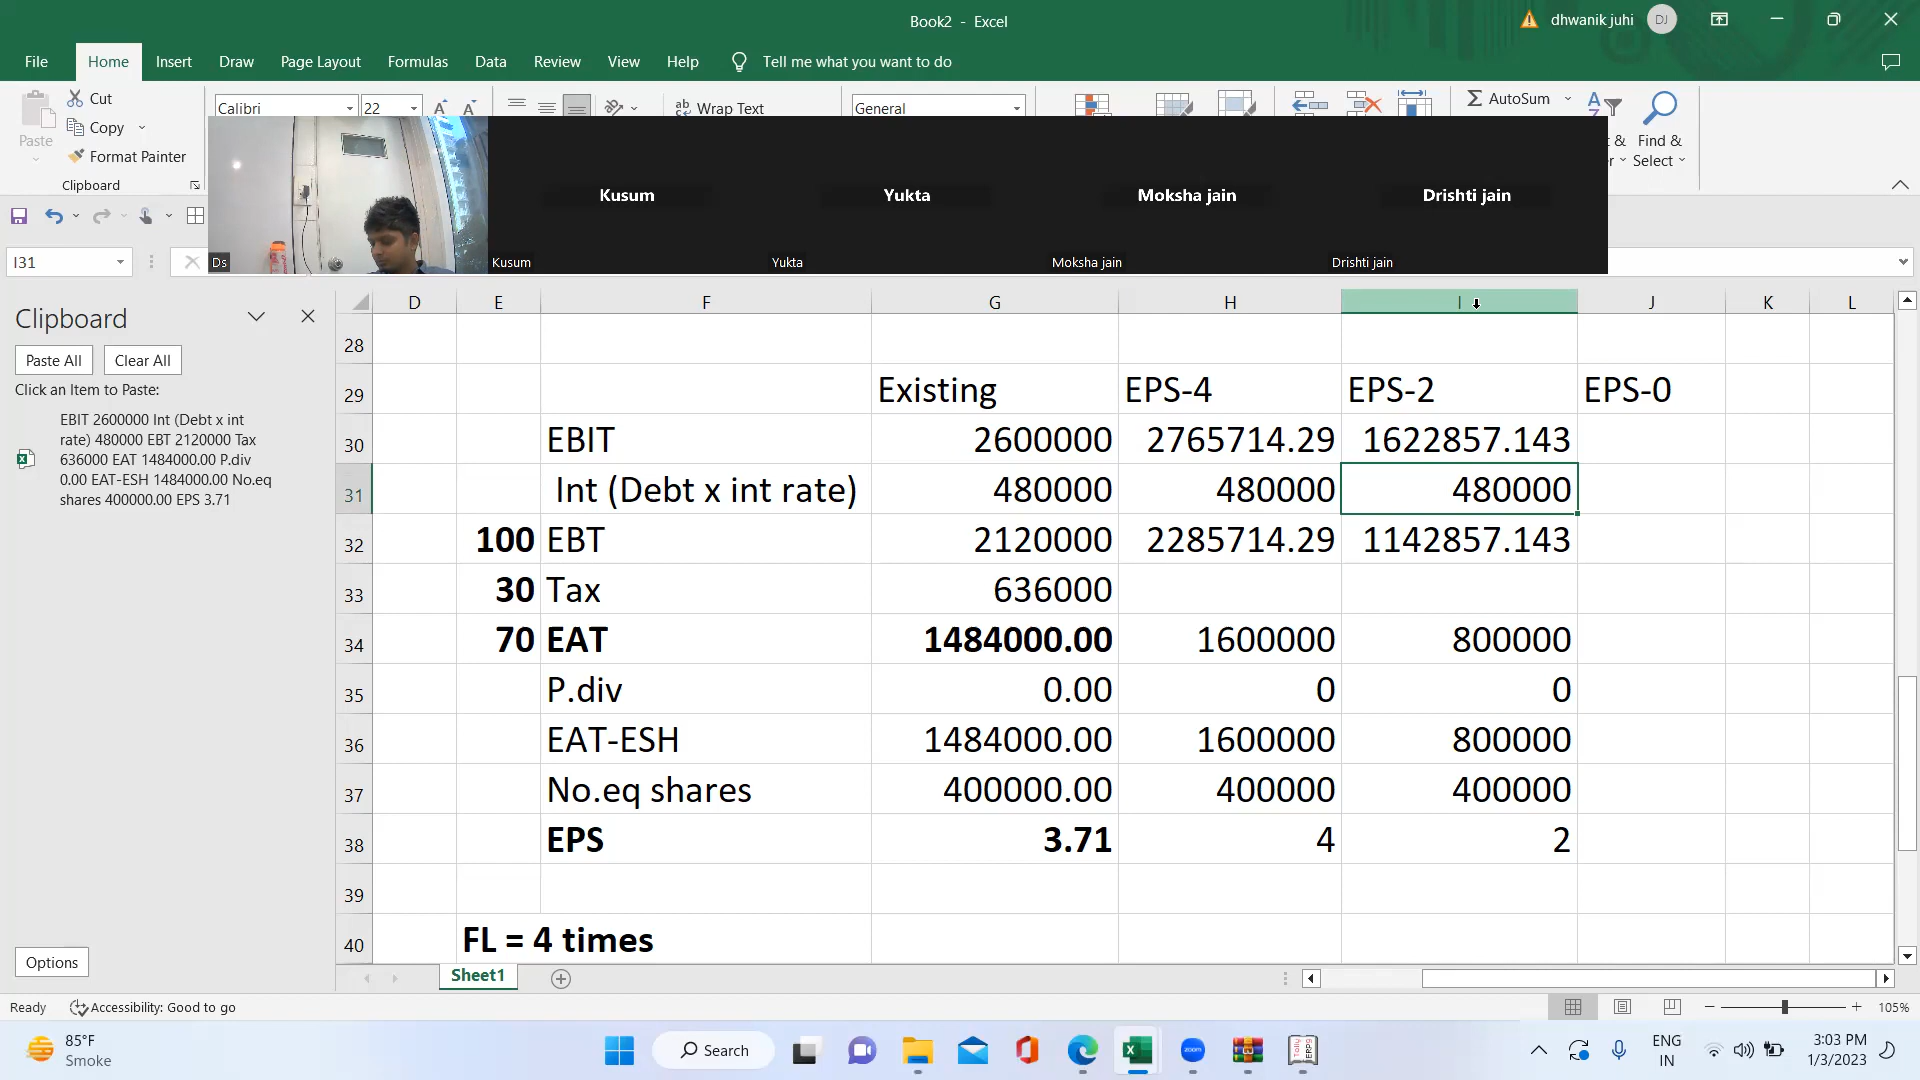 Book2 - Excel
dhwanik juhi
DJ
File Home Insert Draw Page Layout Formulas Data Review View Help Tell me what you want to do
Cut
Copy
Format Painter
Paste
Clipboard
Calibri 22
Wrap Text
General
AutoSum
Find &
Select
Kusum Yukta Moksha jain Drishti jain
Ds Kusum Yukta Moksha jain Drishti jain
I31
Clipboard
Paste All Clear All
Click an Item to Paste:
EBIT 2600000 Int (Debt x int
rate) 480000 EBT 2120000 Tax
636000 EAT 1484000.00 P.div
0.00 EAT-ESH 1484000.00 No.eq
shares 400000.00 EPS 3.71
Options
D E F G H I J K L
28
29 Existing EPS-4 EPS-2 EPS-0
30 EBIT 2600000 2765714.29 1622857.143
31 Int (Debt x int rate) 480000 480000 480000
32 100 EBT 2120000 2285714.29 1142857.143
33 30 Tax 636000
34 70 EAT 1484000.00 1600000 800000
35 P.div 0.00 0 0
36 EAT-ESH 1484000.00 1600000 800000
37 No.eq shares 400000.00 400000 400000
38 EPS 3.71 4 2
39
40 FL = 4 times
Sheet1
Ready Accessibility: Good to go 105%
85°F
Smoke
Search
zoom
Tally
ERP9
ENG
IN
3:03 PM
1/3/2023